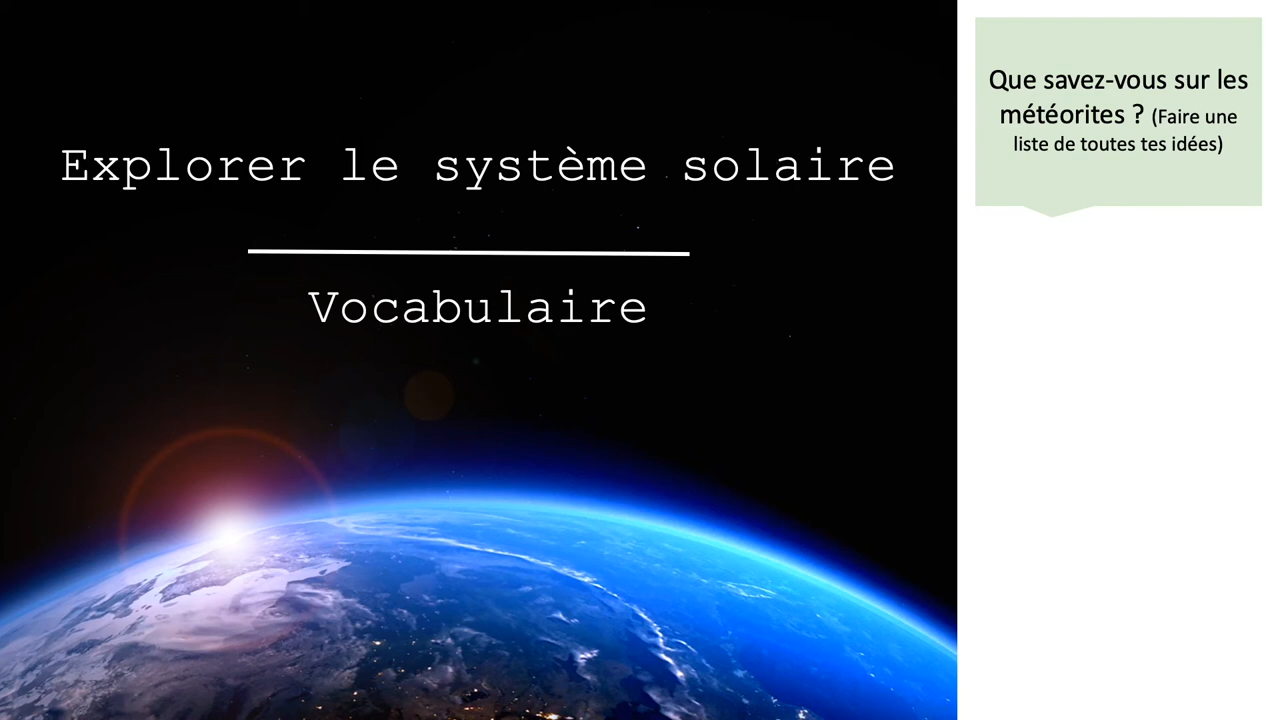 Explorer le système solaire
Vocabulaire
Que savez-vous sur les
météorites ? (Faire une
liste de toutes tes idées)